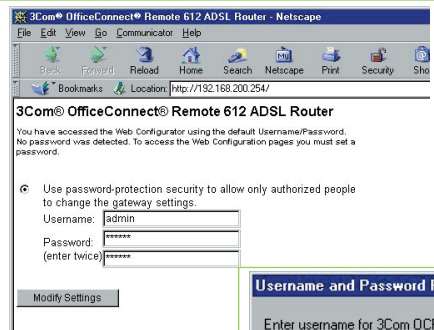 3Com® OfficeConnect® Remote 612 ADSL Router - Netscape
File Edit View Go Communicator Help
Back Forward Reload Home Search Netscape Print Security Sho
Bookmarks Location: http://192.168.200.254/
3Com® OfficeConnect® Remote 612 ADSL Router
You have accessed the Web Configurator using the default Username/Password.
No password was detected. To access the Web Configuration pages you must set a
password.
Use password-protection security to allow only authorized people
to change the gateway settings.
Username: admin
Password: ******
(enter twice) ******
Modify Settings
Username and Password
Enter username for 3Com